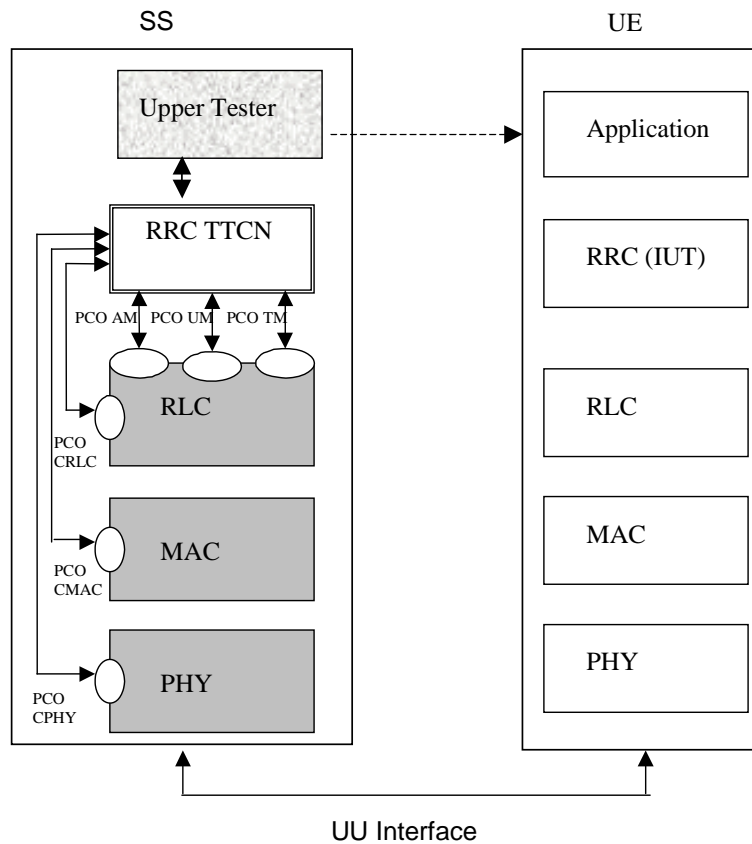 SS
UE
Upper Tester
Application
RRC TTCN
RRC (IUT)
PCO AM
PCO UM
PCO TM
RLC
RLC
PCO
CRLC
MAC
MAC
PCO
CMAC
PHY
PHY
PCO
CPHY
UU Interface